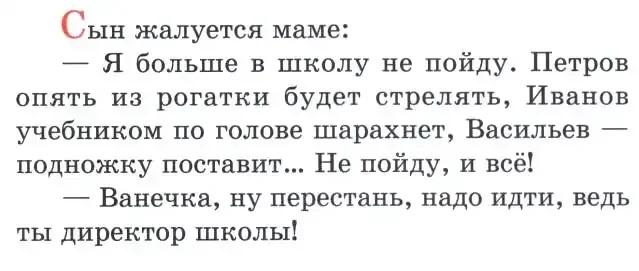 Сын жалуется маме:
— Я больше в школу не пойду. Петров
опять из рогатки будет стрелять, Иванов
учебником по голове шарахнет, Васильев —
подножку поставит... Не пойду, и всё!
— Ванечка, ну перестань, надо идти, ведь
ты директор школы!